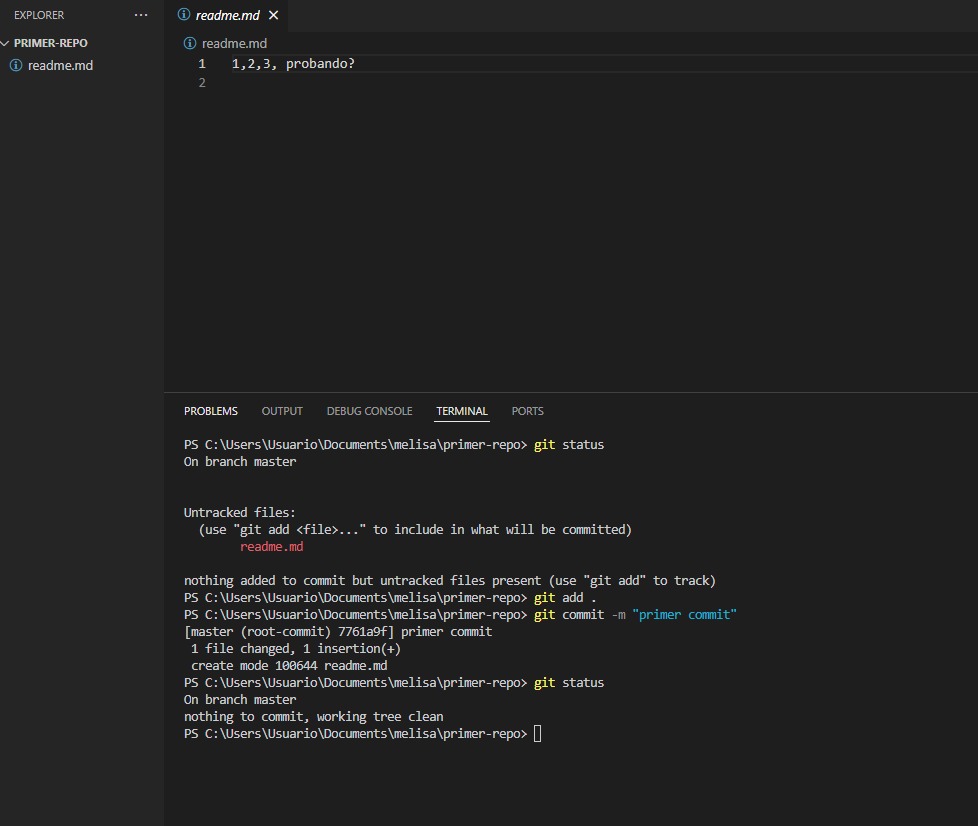 EXPLORER ...
PRIMER-REPO
readme.md
readme.md
readme.md
1 1,2,3, probando?
2
PROBLEMS OUTPUT DEBUG CONSOLE TERMINAL PORTS
PS C:\Users\Usuario\Documents\melisa\primer-repo> git status
On branch master
Untracked files:
(use "git add <file>..." to include in what will be committed)
readme.md
nothing added to commit but untracked files present (use "git add" to track)
PS C:\Users\Usuario\Documents\melisa\primer-repo> git add .
PS C:\Users\Usuario\Documents\melisa\primer-repo> git commit -m "primer commit"
[master (root-commit) 7761a9f] primer commit
1 file changed, 1 insertion(+)
create mode 100644 readme.md
PS C:\Users\Usuario\Documents\melisa\primer-repo> git status
On branch master
nothing to commit, working tree clean
PS C:\Users\Usuario\Documents\melisa\primer-repo>